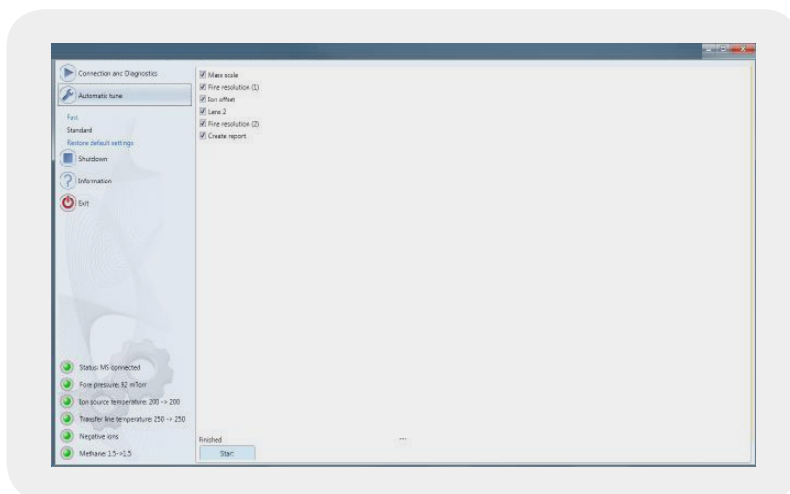 Connection anc Diagnostics
Automatic tune
Fast
Standard
Restore default settings
Shutdown
Information
Exit
Mass scale
Fine resolution (1)
Ion offset
Lens 2
Fine resolution (2)
Create report
Status: MS connected
Fore pressure: 82 mTorr
Ion source temperature: 200 -> 200
Transfer line temperature: 250 -> 250
Negative ions
Methane: 1.5->1.5
Finished
---
Start